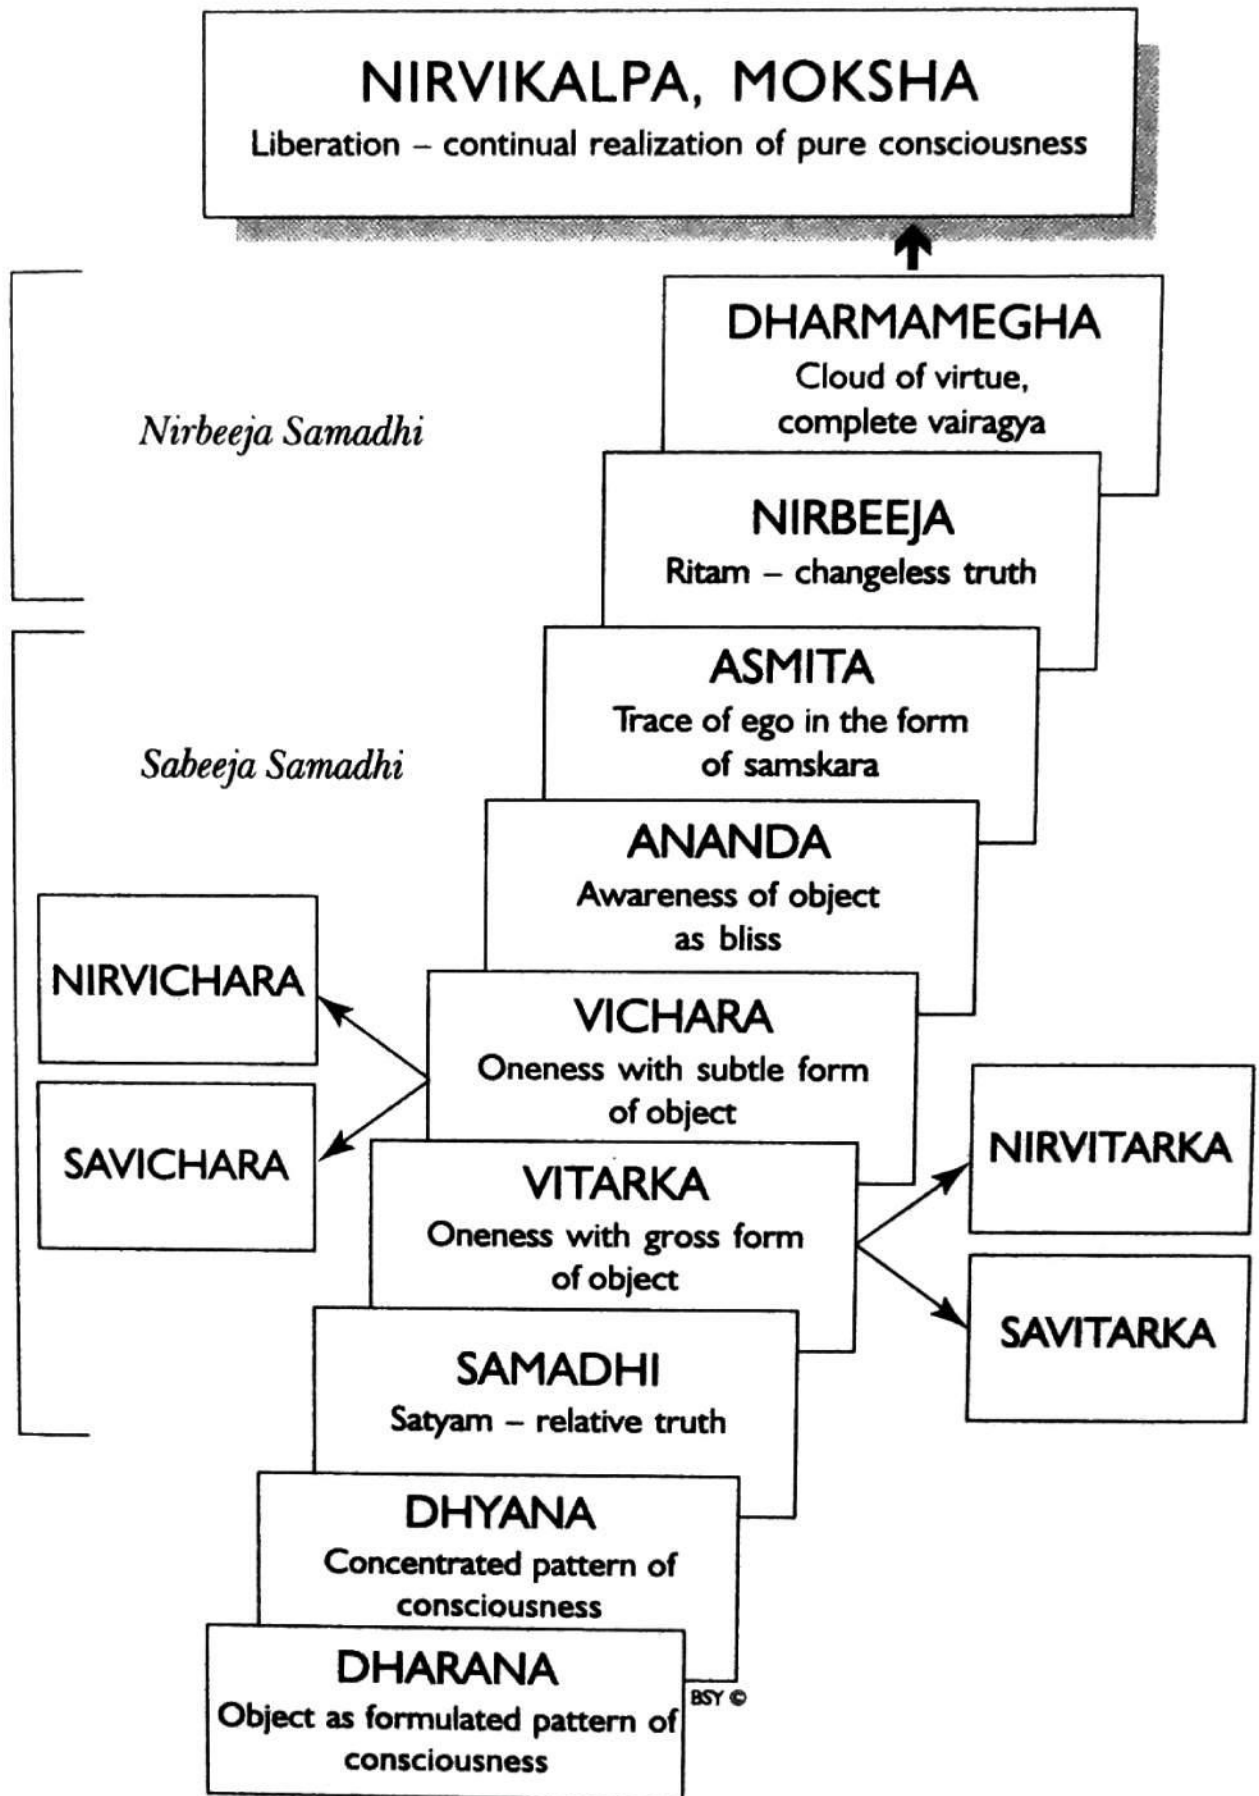 NIRVIKALPA, MOKSHA
Liberation – continual realization of pure consciousness
DHARMAMEGHA
Cloud of virtue,
complete vairagya
Nirbeeja Samadhi
NIRBEEJA
Ritam – changeless truth
ASMITA
Trace of ego in the form
of samskara
Sabeeja Samadhi
ANANDA
Awareness of object
as bliss
NIRVICHARA
VICHARA
Oneness with subtle form
of object
SAVICHARA
NIRVITARKA
VITARKA
Oneness with gross form
of object
SAVITARKA
SAMADHI
Satyam – relative truth
DHYANA
Concentrated pattern of
consciousness
DHARANA
Object as formulated pattern of
consciousness
BSY ©